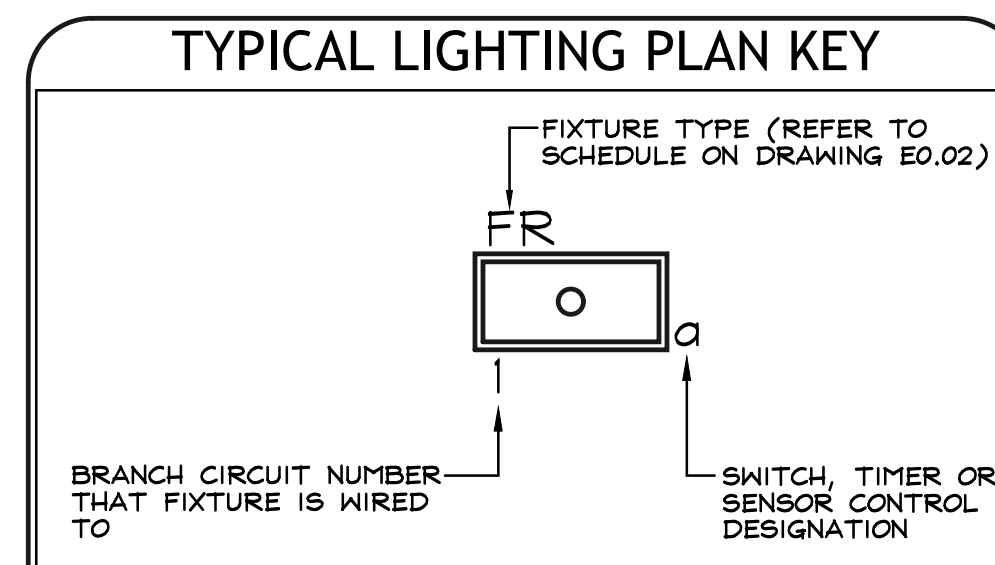 TYPICAL LIGHTING PLAN KEY
FIXTURE TYPE (REFER TO
SCHEDULE ON DRAWING E0.02)
FR
a
1
BRANCH CIRCUIT NUMBER
THAT FIXTURE IS WIRED
TO
SWITCH, TIMER OR
SENSOR CONTROL
DESIGNATION